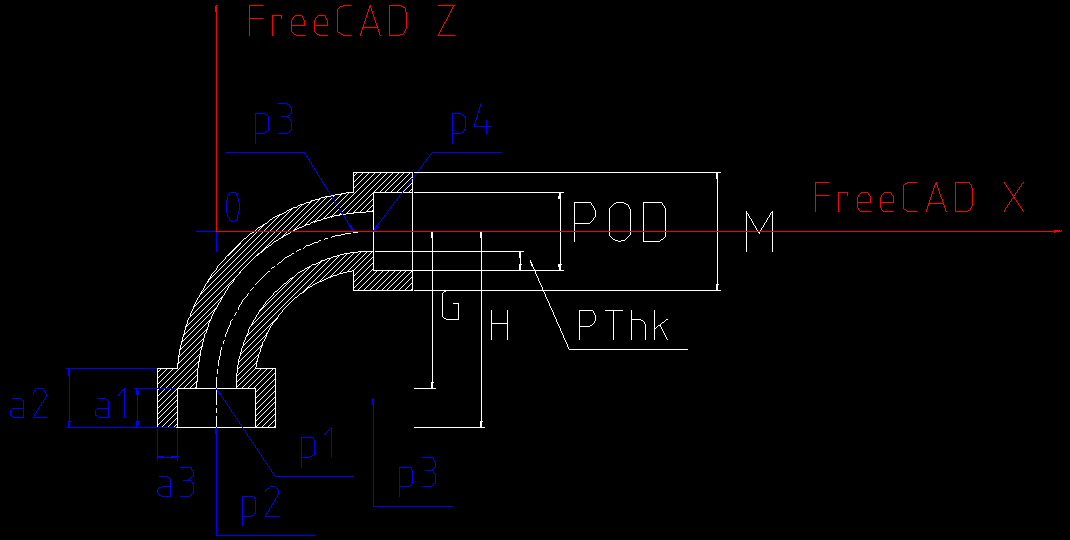 FreeCAD Z
p3
p4
0
FreeCAD X
POD
M
G
H
PThk
a2
a1
a3
p1
p2
p3